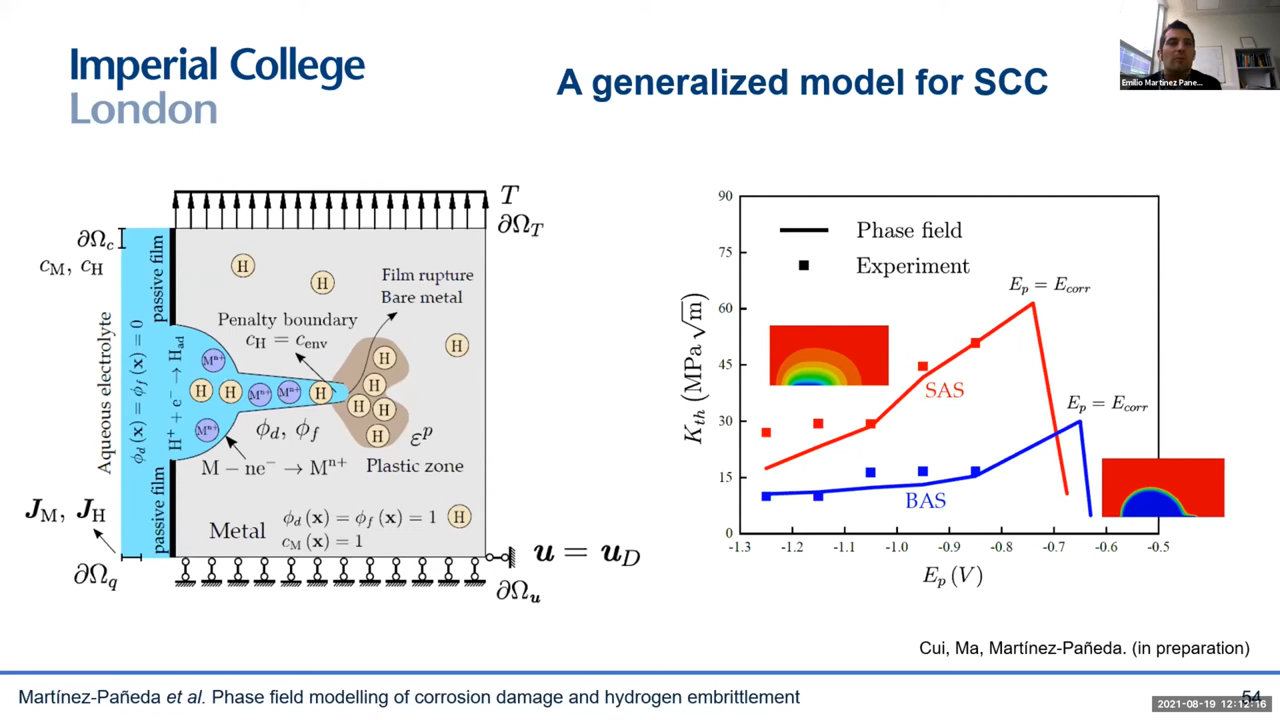 Imperial College
London
A generalized model for SCC
Emilio Martinez Pane...
T
∂Ω_T
∂Ω_c
c_M, c_H
passive film
Film rupture
Bare metal
Penalty boundary
c_H = c_env
H
H
H
H
H
H
H
H
H
H
H
H
H
M^n+
M^n+
M^n+
M^n+
Aqueous electrolyte
ϕ_d (x) = ϕ_f (x) = 0
H^+ + e^- → H_ad
ϕ_d, ϕ_f
ε^p
M − ne^- → M^n+
Plastic zone
passive film
J_M, J_H
Metal
ϕ_d (x) = ϕ_f (x) = 1
c_M (x) = 1
∂Ω_q
u = u_D
∂Ω_u
90
75
60
45
30
15
0
K_th (MPa √m)
Phase field
Experiment
E_p = E_corr
SAS
E_p = E_corr
BAS
-1.3 -1.2 -1.1 -1.0 -0.9 -0.8 -0.7 -0.6 -0.5
E_p (V)
Cui, Ma, Martínez-Pañeda. (in preparation)
Martínez-Pañeda et al. Phase field modelling of corrosion damage and hydrogen embrittlement
54
2021-08-19 12:12:16